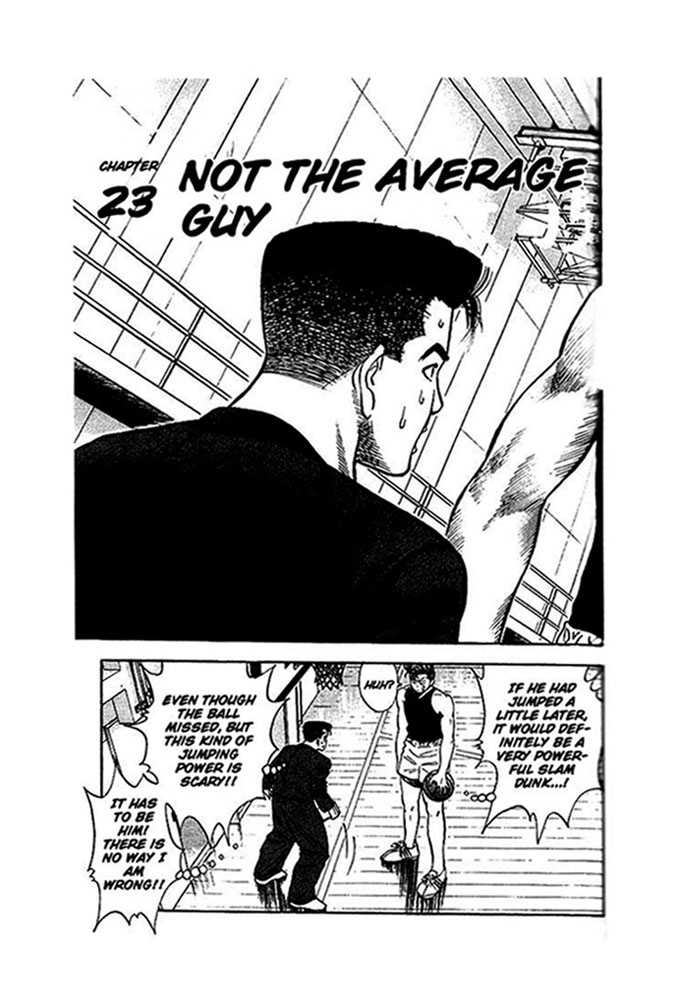 CHAPTER
23
NOT THE AVERAGE
GUY
IF HE HAD
JUMPED A
LITTLE LATER,
IT WOULD DEF-
INITELY BE A
VERY POWER-
FUL SLAM
DUNK...!
HUH?
EVEN THOUGH
THE BALL
MISSED, BUT
THIS KIND OF
JUMPING
POWER IS
SCARY!!
IT HAS
TO BE
HIM!
THERE IS
NO WAY I
AM
WRONG!!